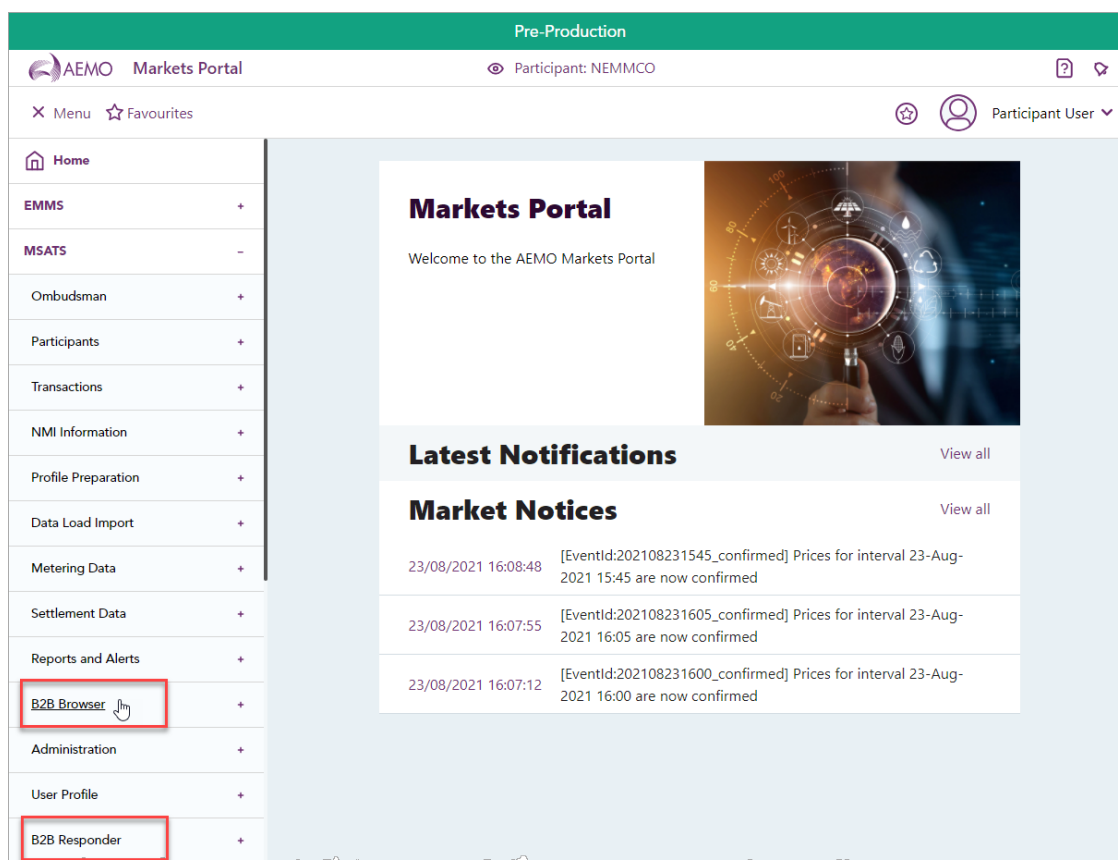 Pre-Production
AEMO Markets Portal
Participant: NEMMCO
?
Menu Favourites
Participant User
Home
EMMS +
MSATS -
Ombudsman +
Participants +
Transactions +
NMI Information +
Profile Preparation +
Data Load Import +
Metering Data +
Settlement Data +
Reports and Alerts +
B2B Browser +
Administration +
User Profile +
B2B Responder +
Markets Portal
Welcome to the AEMO Markets Portal
100
80
60
40
20
Latest Notifications View all
Market Notices View all
23/08/2021 16:08:48 [EventId:202108231545_confirmed] Prices for interval 23-Aug-
2021 15:45 are now confirmed
23/08/2021 16:07:55 [EventId:202108231605_confirmed] Prices for interval 23-Aug-
2021 16:05 are now confirmed
23/08/2021 16:07:12 [EventId:202108231600_confirmed] Prices for interval 23-Aug-
2021 16:00 are now confirmed